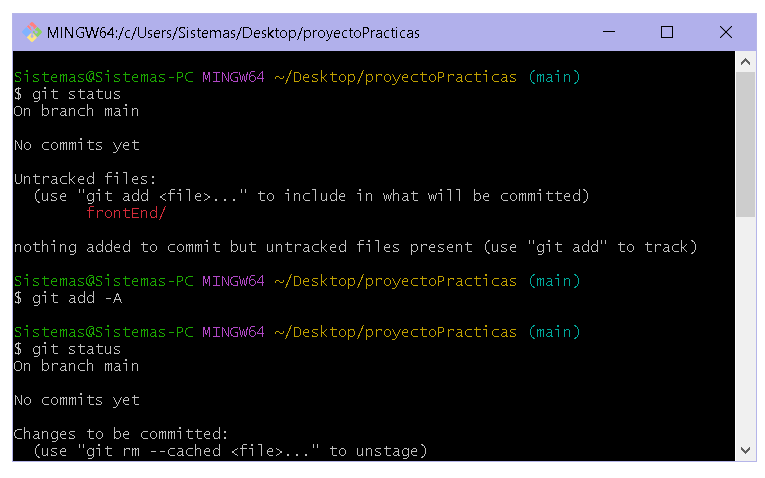 MINGW64:/c/Users/Sistemas/Desktop/proyectoPracticas
Sistemas@Sistemas-PC MINGW64 ~/Desktop/proyectoPracticas (main)
$ git status
On branch main
No commits yet
Untracked files:
  (use "git add <file>..." to include in what will be committed)
        frontEnd/
nothing added to commit but untracked files present (use "git add" to track)
Sistemas@Sistemas-PC MINGW64 ~/Desktop/proyectoPracticas (main)
$ git add -A
Sistemas@Sistemas-PC MINGW64 ~/Desktop/proyectoPracticas (main)
$ git status
On branch main
No commits yet
Changes to be committed:
  (use "git rm --cached <file>..." to unstage)